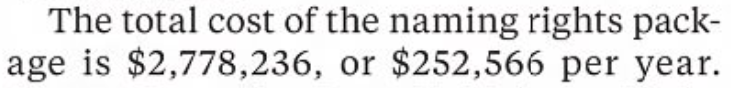 The total cost of the naming rights pack-
age is $2,778,236, or $252,566 per year.